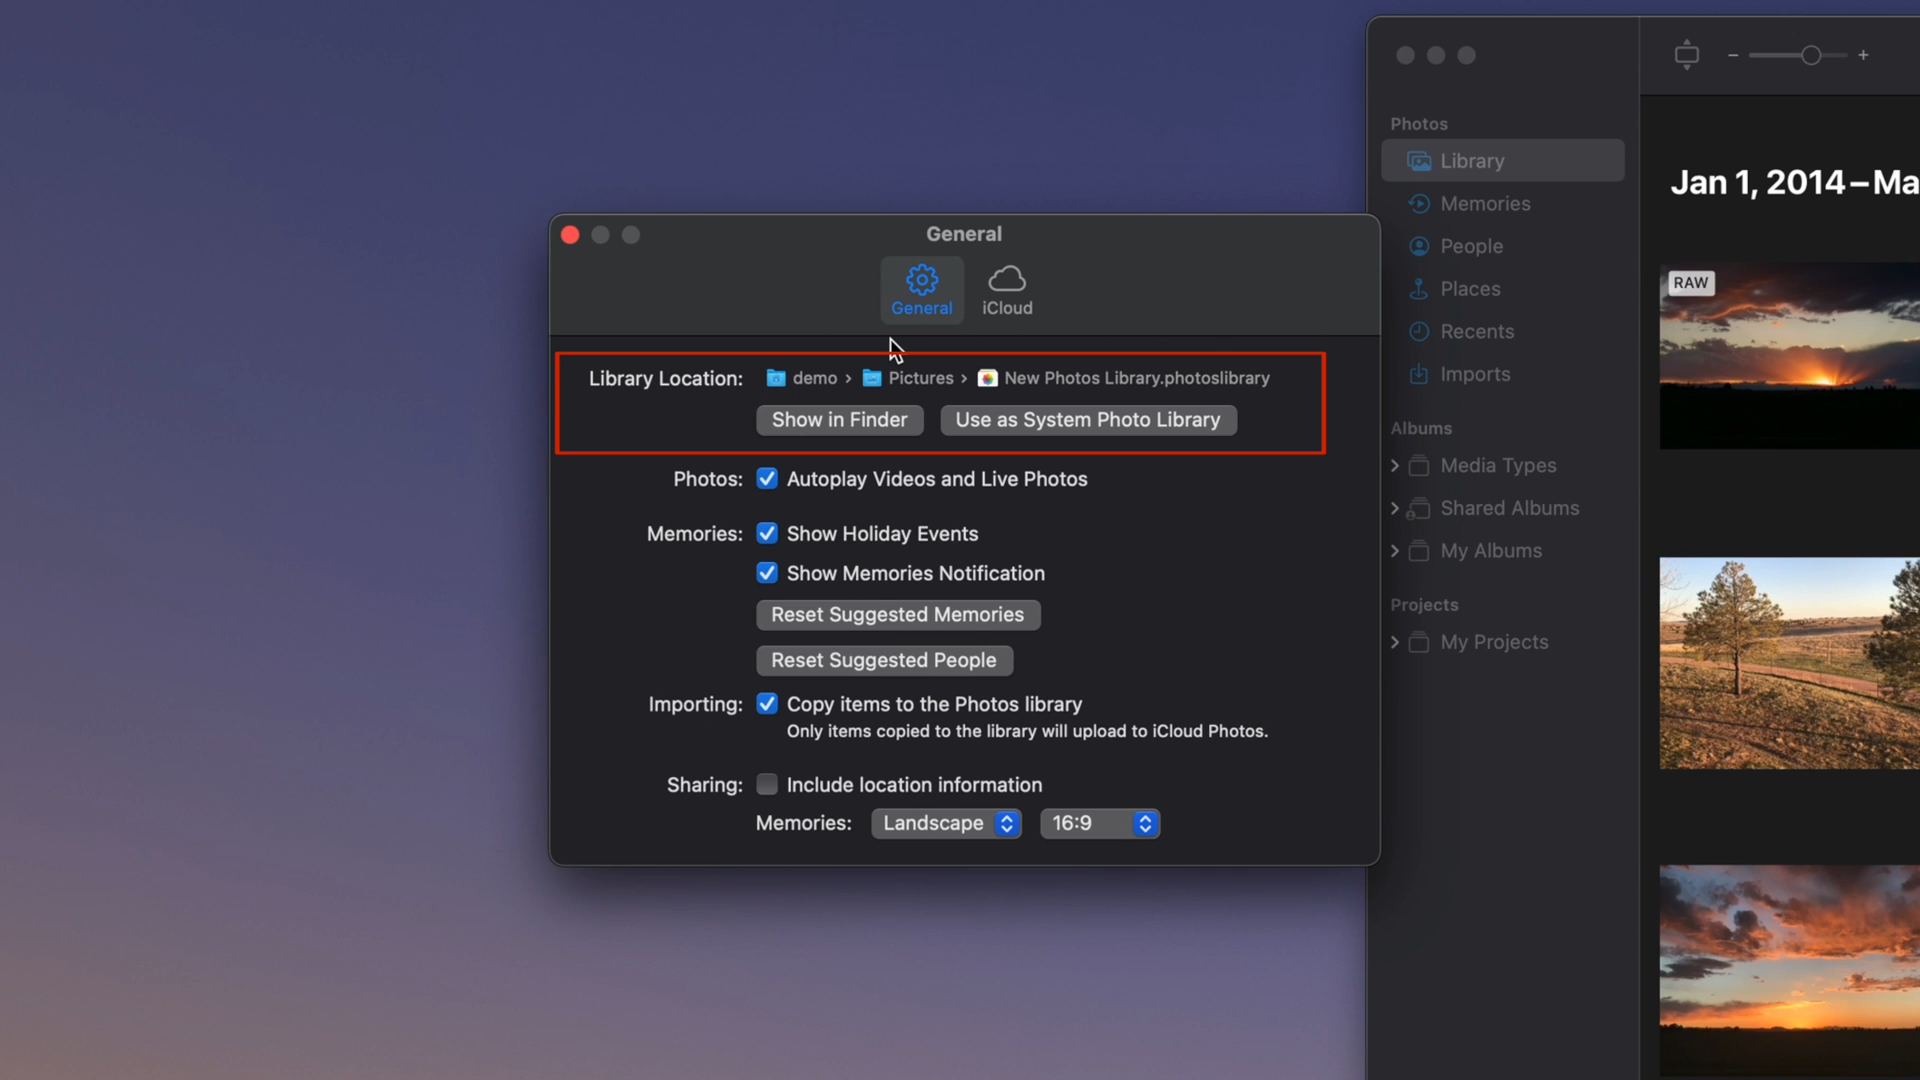 General
General
iCloud
Library Location: demo › Pictures › New Photos Library.photoslibrary
Show in Finder
Use as System Photo Library
Photos: Autoplay Videos and Live Photos
Memories: Show Holiday Events
Show Memories Notification
Reset Suggested Memories
Reset Suggested People
Importing: Copy items to the Photos library
Only items copied to the library will upload to iCloud Photos.
Sharing: Include location information
Memories: Landscape 16:9
Photos
Library
Memories
People
Places
Recents
Imports
Albums
Media Types
Shared Albums
My Albums
Projects
My Projects
Jan 1, 2014 – Ma
RAW